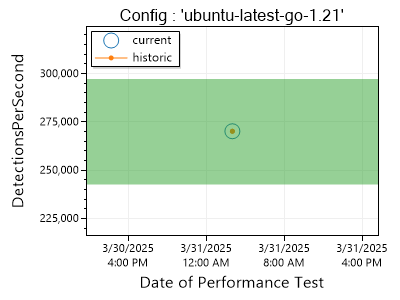 Config : 'ubuntu-latest-go-1.21'
current
historic
DetectionsPerSecond
300,000
275,000
250,000
225,000
3/30/2025 3/31/2025 3/31/2025 3/31/2025
4:00 PM 12:00 AM 8:00 AM 4:00 PM
Date of Performance Test